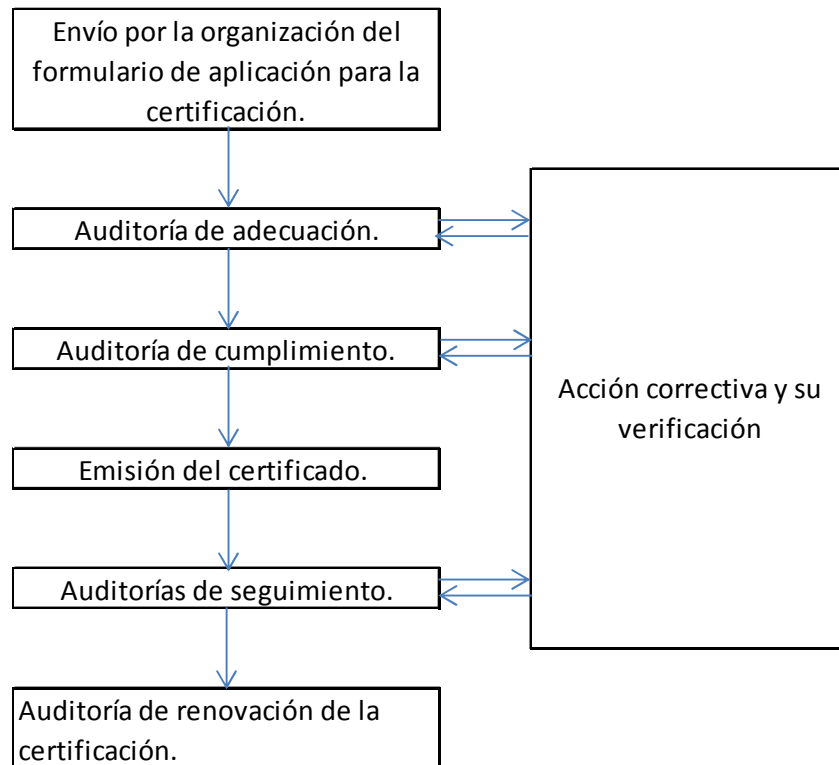 Envío por la organización del
formulario de aplicación para la
certificación.
Auditoría de adecuación.
Auditoría de cumplimiento.
Acción correctiva y su
verificación
Emisión del certificado.
Auditorías de seguimiento.
Auditoría de renovación de la
certificación.